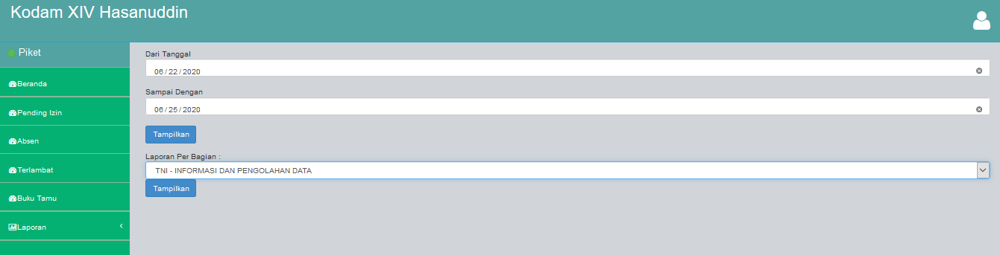 Kodam XIV Hasanuddin
Piket
Beranda
Pending Izin
Absen
Terlambat
Buku Tamu
Laporan
Dari Tanggal
06 / 22 / 2020
Sampai Dengan
06 / 25 / 2020
Tampilkan
Laporan Per Bagian :
TNI - INFORMASI DAN PENGOLAHAN DATA
Tampilkan